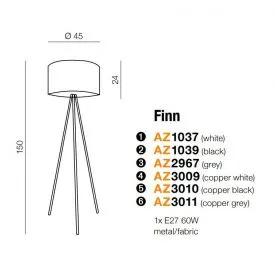 Ø 45
24
150
Finn
1 AZ1037 (white)
2 AZ1039 (black)
3 AZ2967 (grey)
4 AZ3009 (copper white)
5 AZ3010 (copper black)
6 AZ3011 (copper grey)
1x E27 60W
metal/fabric